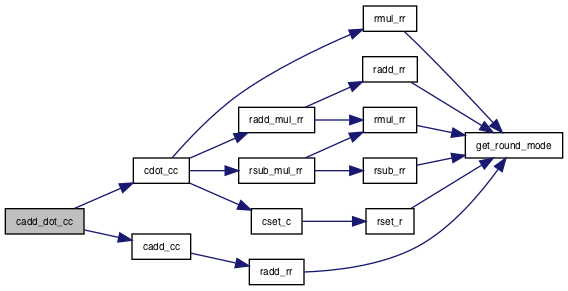 rmul_rr
radd_rr
radd_mul_rr
rmul_rr
get_round_mode
cdot_cc
rsub_mul_rr
rsub_rr
cadd_dot_cc
cset_c
rset_r
cadd_cc
radd_rr